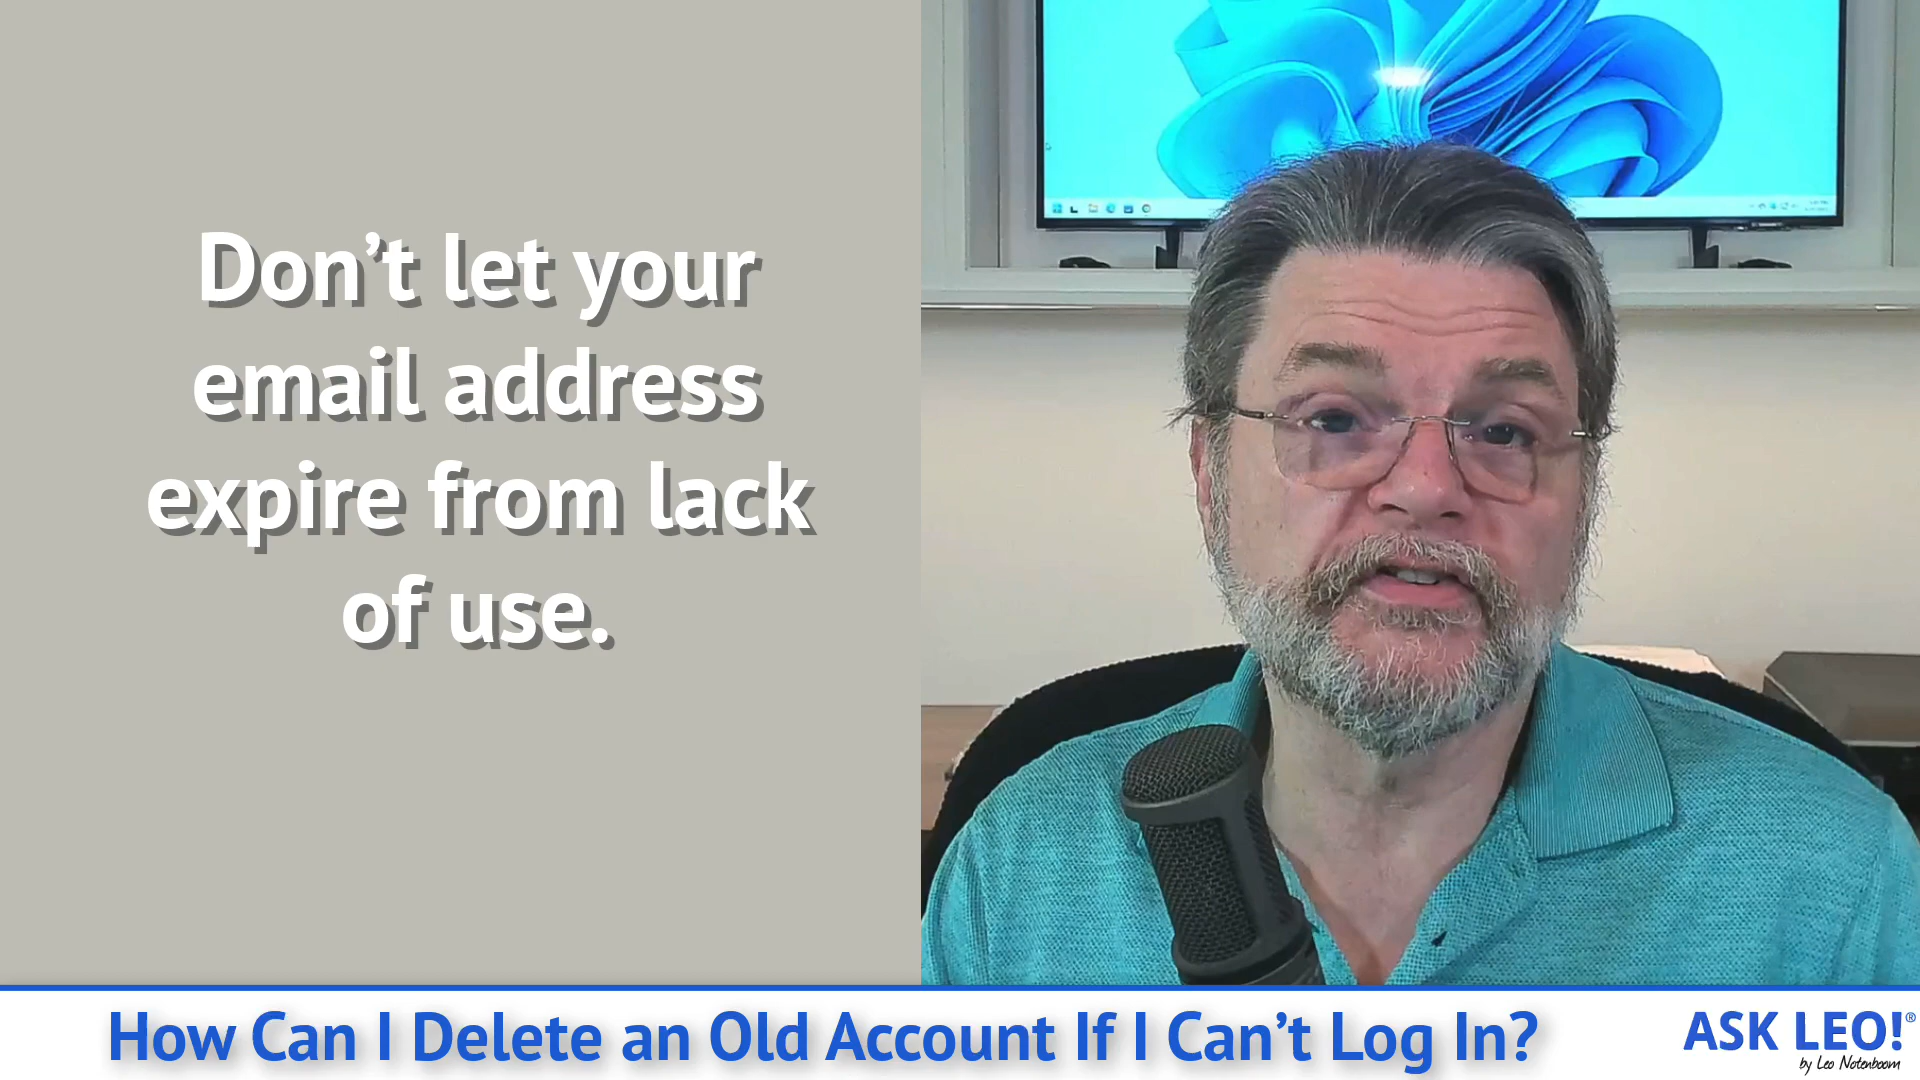 Don’t let your
email address
expire from lack
of use.
How Can I Delete an Old Account If I Can’t Log In?
ASK LEO!®
by Leo Notenboom